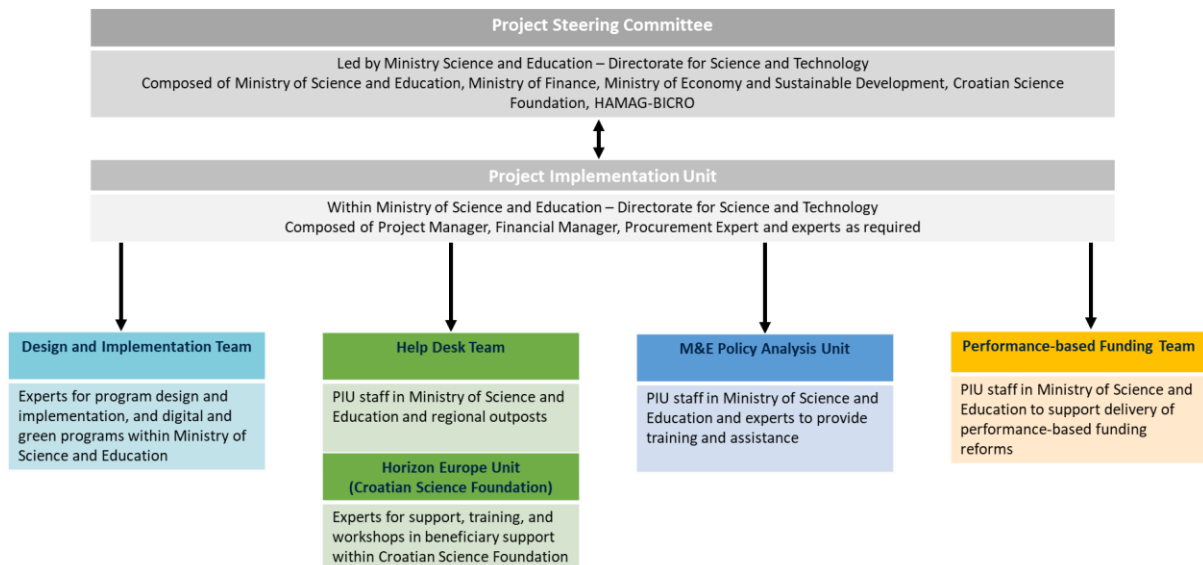 Project Steering Committee
Led by Ministry Science and Education – Directorate for Science and Technology
Composed of Ministry of Science and Education, Ministry of Finance, Ministry of Economy and Sustainable Development, Croatian Science
Foundation, HAMAG-BICRO
Project Implementation Unit
Within Ministry of Science and Education – Directorate for Science and Technology
Composed of Project Manager, Financial Manager, Procurement Expert and experts as required
Design and Implementation Team
Experts for program design and
implementation, and digital and
green programs within Ministry of
Science and Education
Help Desk Team
PIU staff in Ministry of Science and
Education and regional outposts
Horizon Europe Unit
(Croatian Science Foundation)
Experts for support, training, and
workshops in beneficiary support
within Croatian Science Foundation
M&E Policy Analysis Unit
PIU staff in Ministry of Science and
Education and experts to provide
training and assistance
Performance-based Funding Team
PIU staff in Ministry of Science and
Education to support delivery of
performance-based funding
reforms